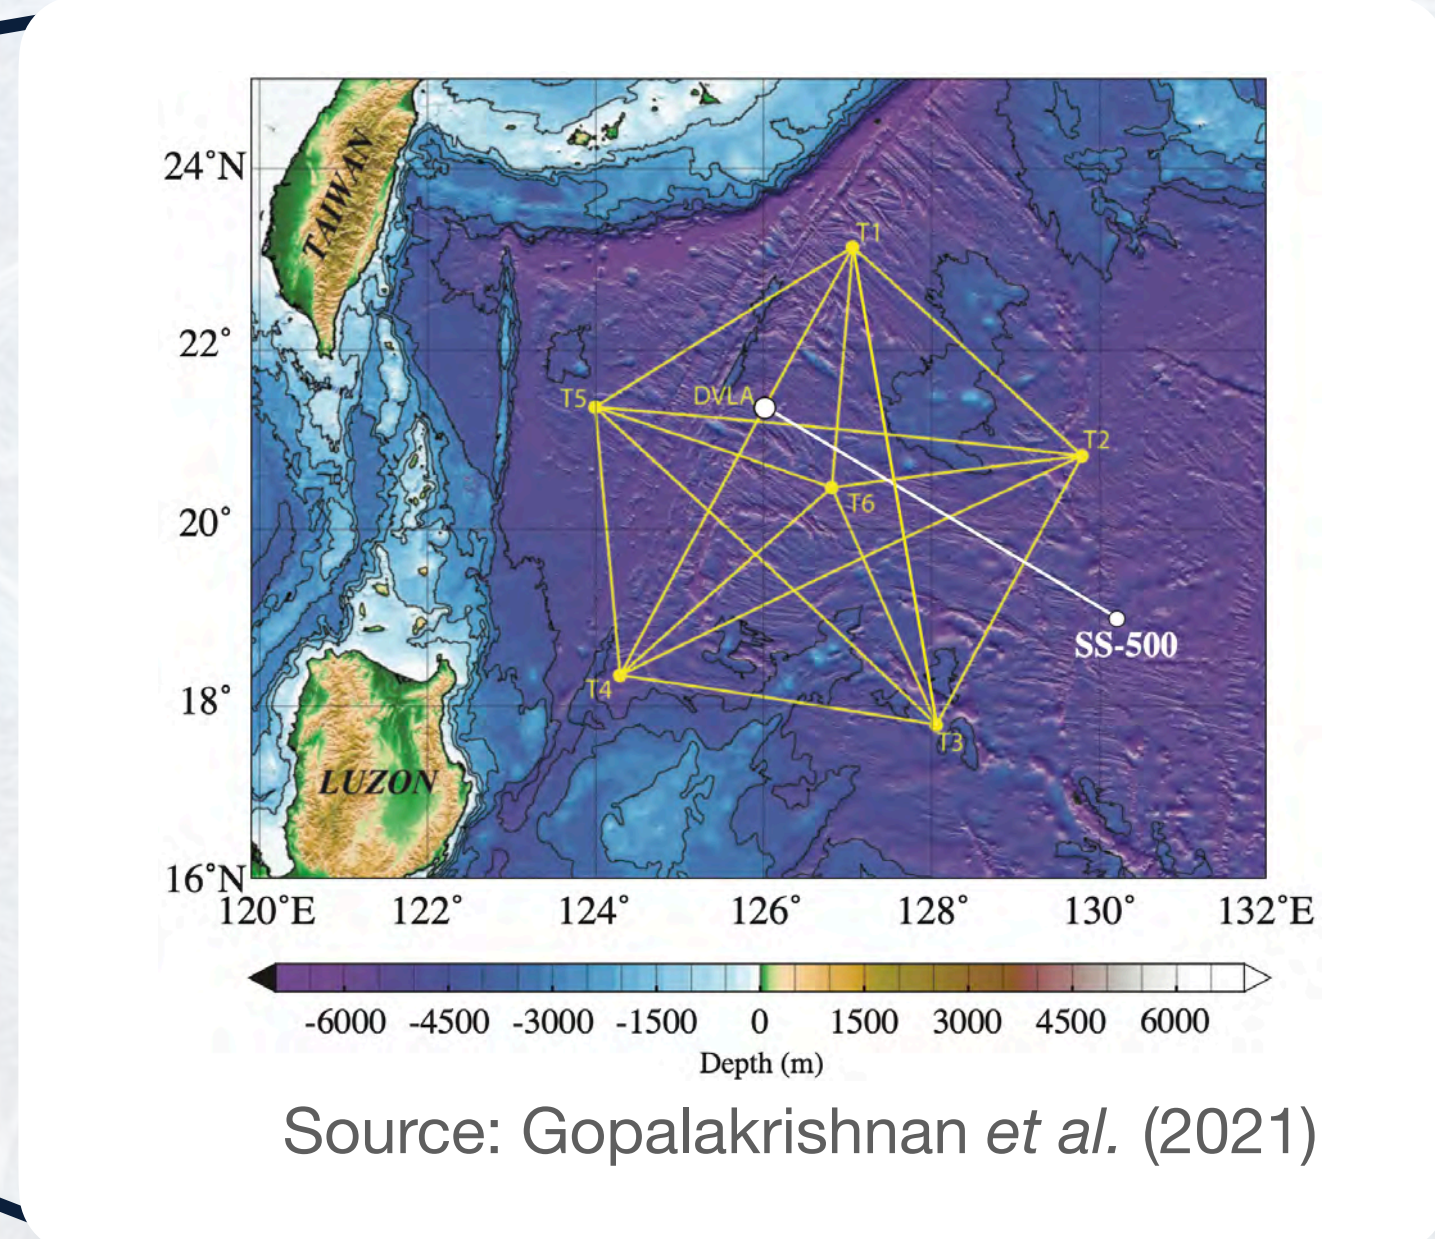 24°N
22°
20°
18°
16°N
TAIWAN
LUZON
T1
T5
DVLA
T2
T6
SS-500
T4
T3
120°E 122° 124° 126° 128° 130° 132°E
-6000 -4500 -3000 -1500 0 1500 3000 4500 6000
Depth (m)
Source: Gopalakrishnan et al. (2021)